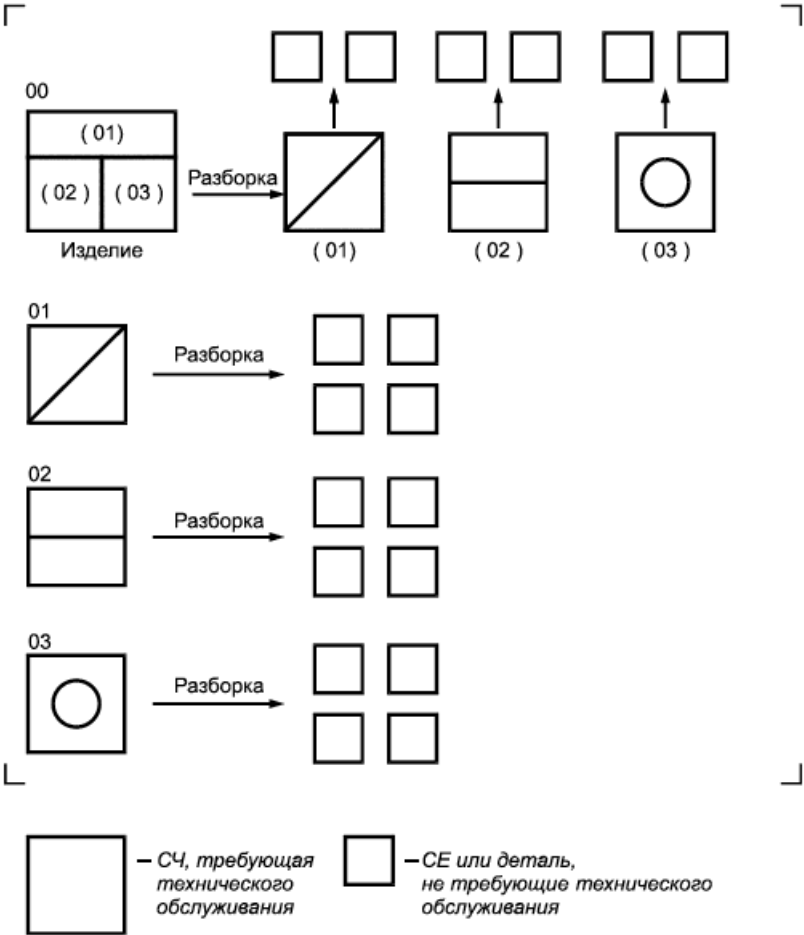 00
( 01)
( 02 ) ( 03 )
Изделие
Разборка
( 01)
( 02 )
( 03 )
01
Разборка
02
Разборка
03
Разборка
– СЧ, требующая
технического
обслуживания
– СЕ или деталь,
не требующие технического
обслуживания